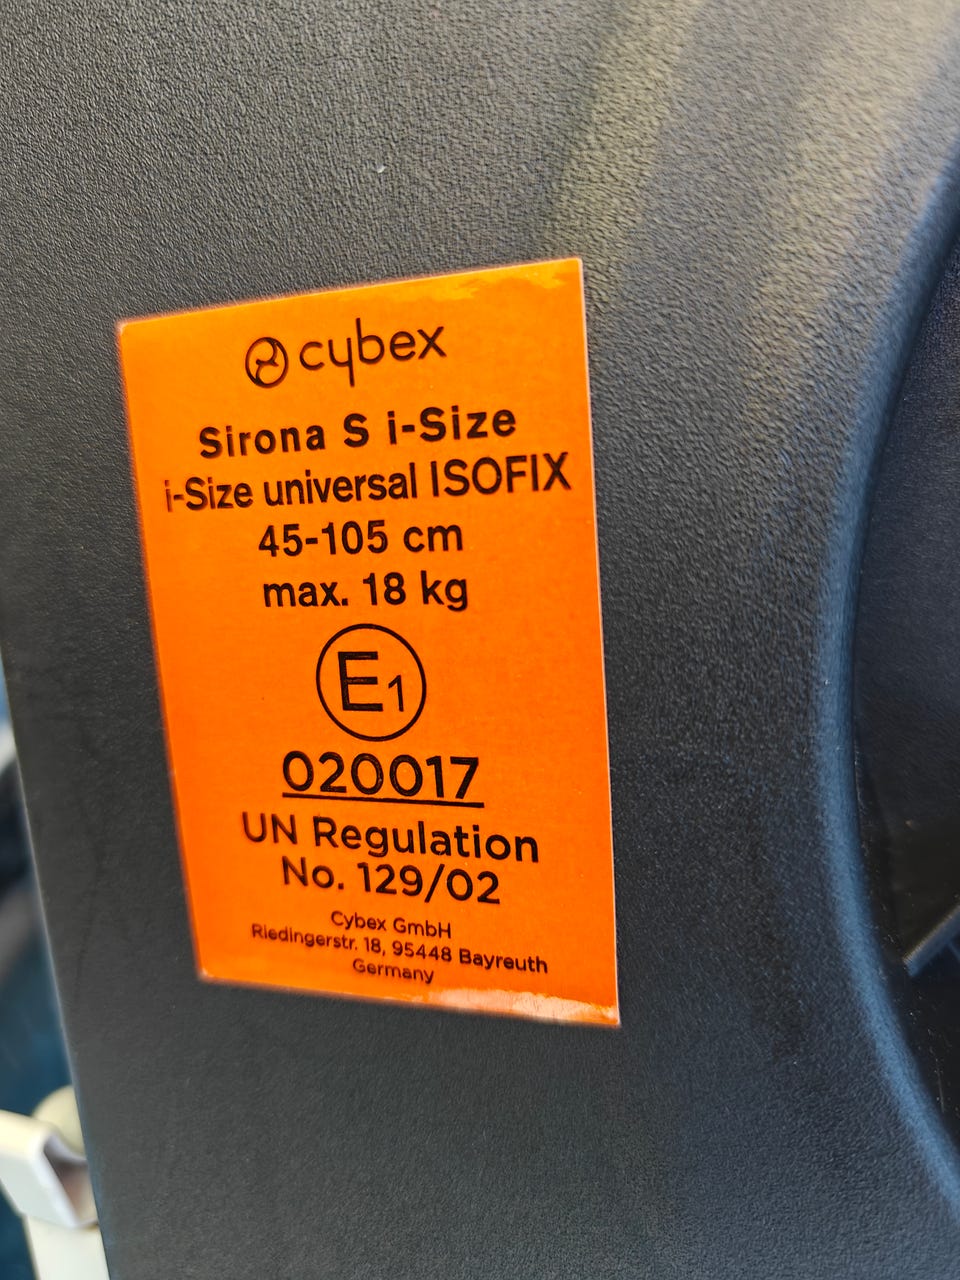 cybex
Sirona S i-Size
i-Size universal ISOFIX
45-105 cm
max. 18 kg
E1
020017
UN Regulation
No. 129/02
Cybex GmbH
Riedingerstr. 18, 95448 Bayreuth
Germany